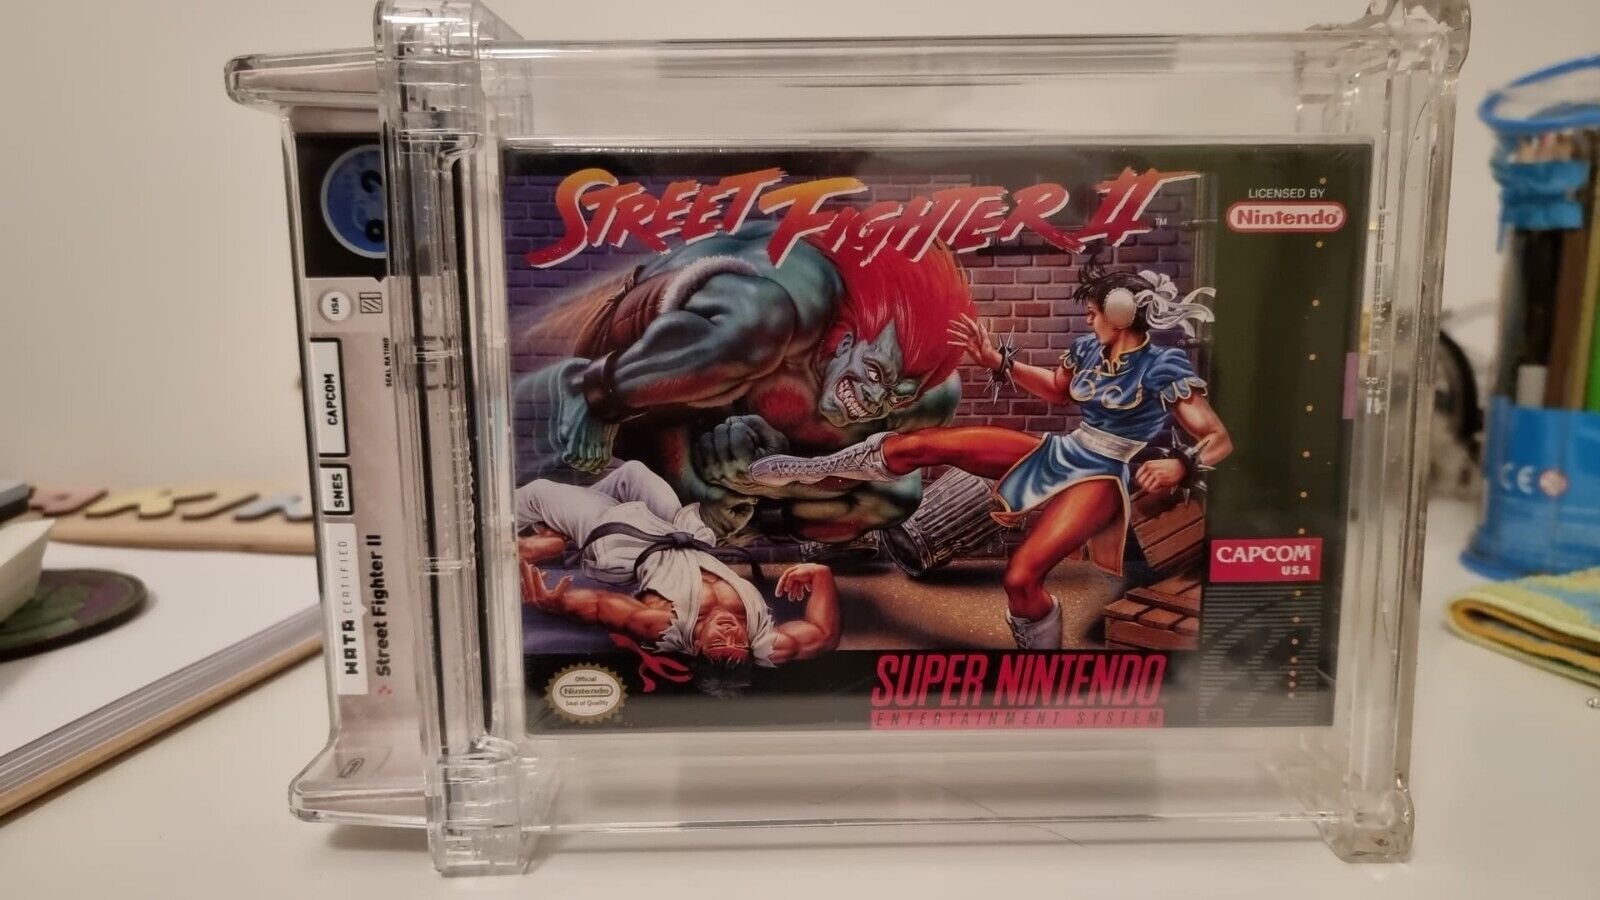 STREET FIGHTER II™
LICENSED BY
Nintendo®
CAPCOM®
USA
Official
Nintendo
Seal of Quality
SUPER NINTENDO
ENTERTAINMENT SYSTEM
USA
SEAL RATING
CAPCOM
SNES
WATA CERTIFIED
Street Fighter II
CE